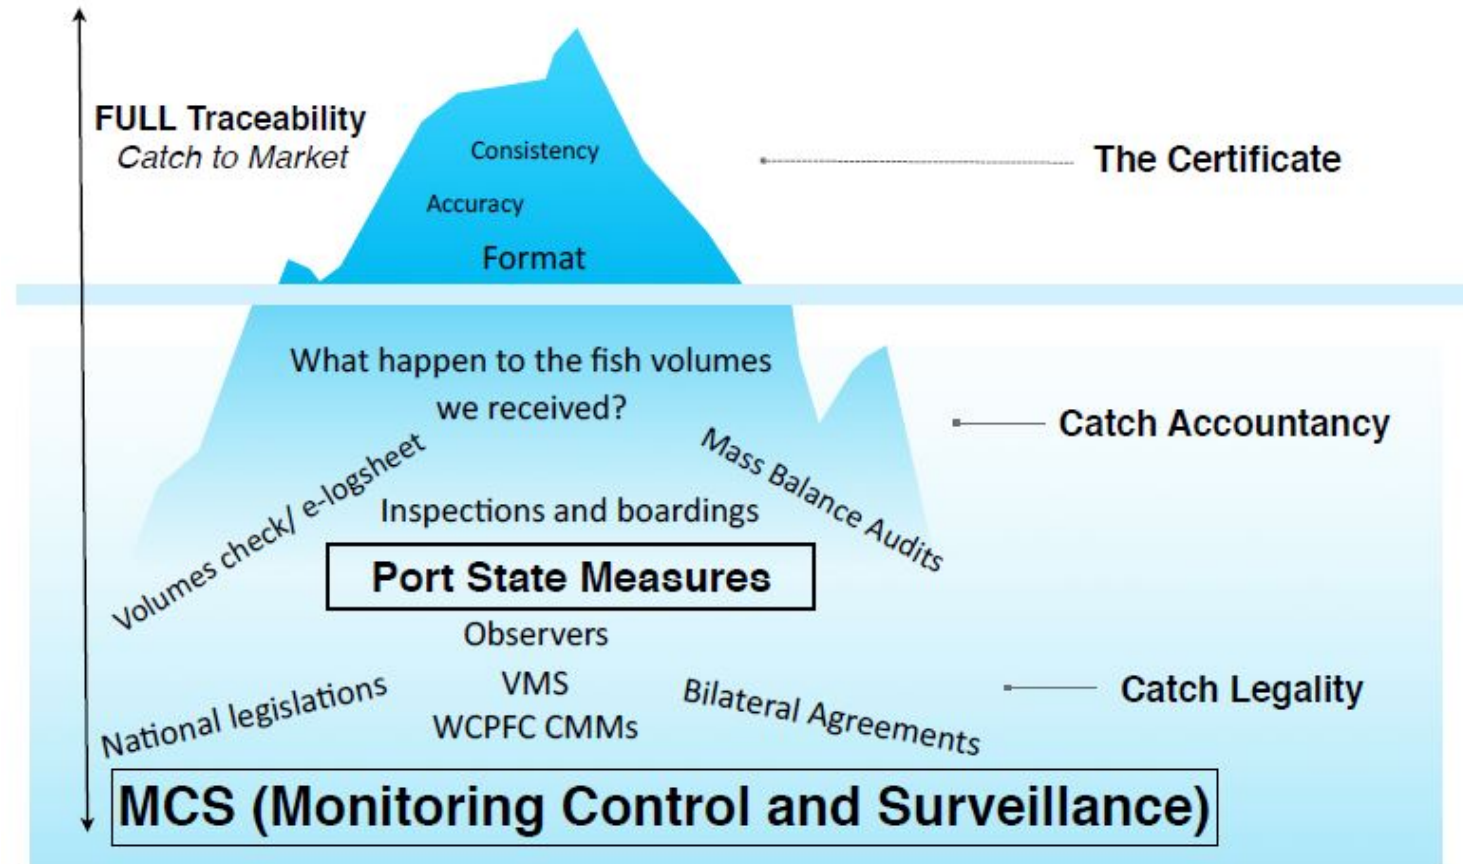 FULL Traceability
Catch to Market
Consistency
Accuracy
Format
The Certificate
What happen to the fish volumes
we received?
Catch Accountancy
Volumes check/ e-logsheet
Mass Balance Audits
Inspections and boardings
Port State Measures
Observers
VMS
WCPFC CMMs
National legislations
Bilateral Agreements
Catch Legality
MCS (Monitoring Control and Surveillance)